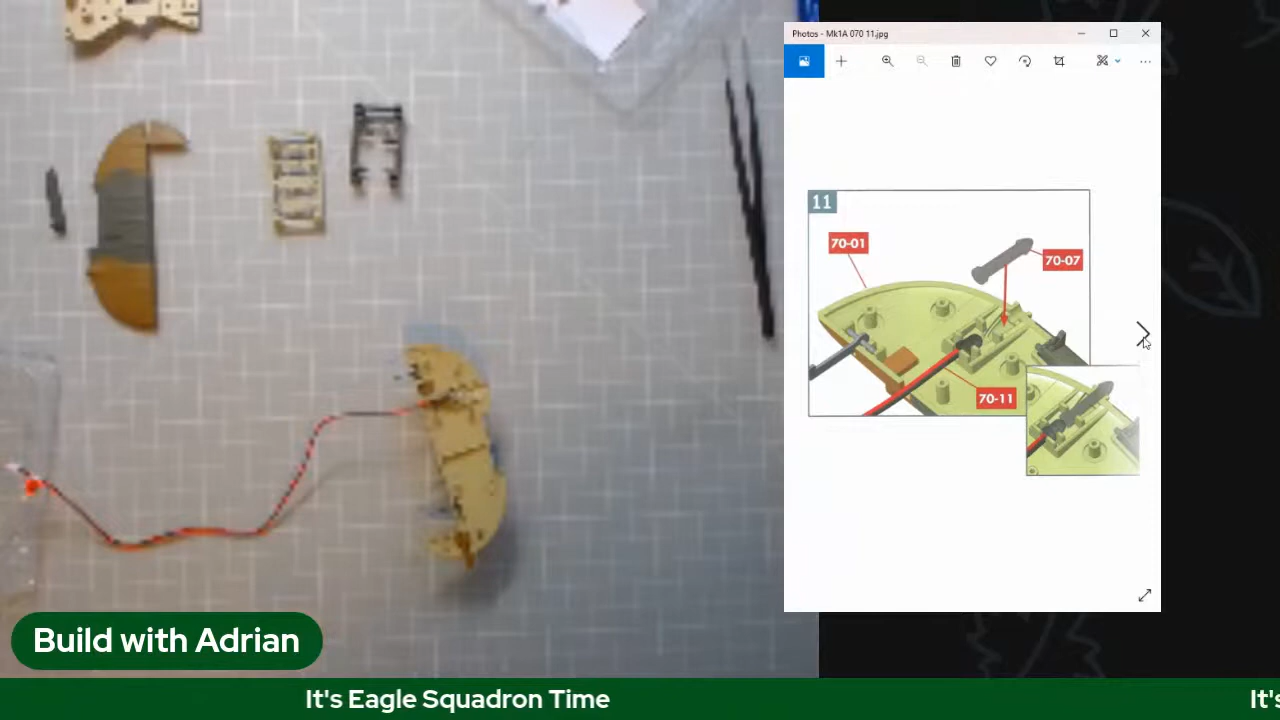 Photos - Mk1A 070 11.jpg
11
70-01
70-07
70-11
Build with Adrian
It's Eagle Squadron Time
It's